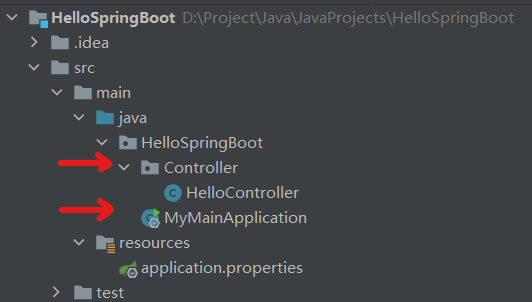 HelloSpringBoot D:\Project\Java\JavaProjects\HelloSpringBoot
.idea
src
main
java
HelloSpringBoot
Controller
HelloController
MyMainApplication
resources
application.properties
test